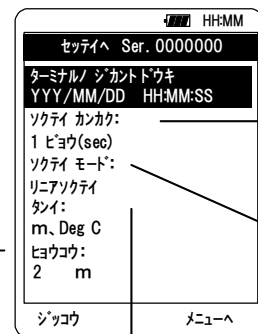 HH:MM
セッテイヘ Ser. 0000000
ターミナルノ ジカント ドウキ
YYY/MM/DD HH:MM:SS
ソクテイ カンカク:
1 ビョウ(sec)
ソクテイ モード:
リニアソクテイ
タンイ:
m、Deg C
ヒョウコウ:
2 m
ジッコウ メニューヘ